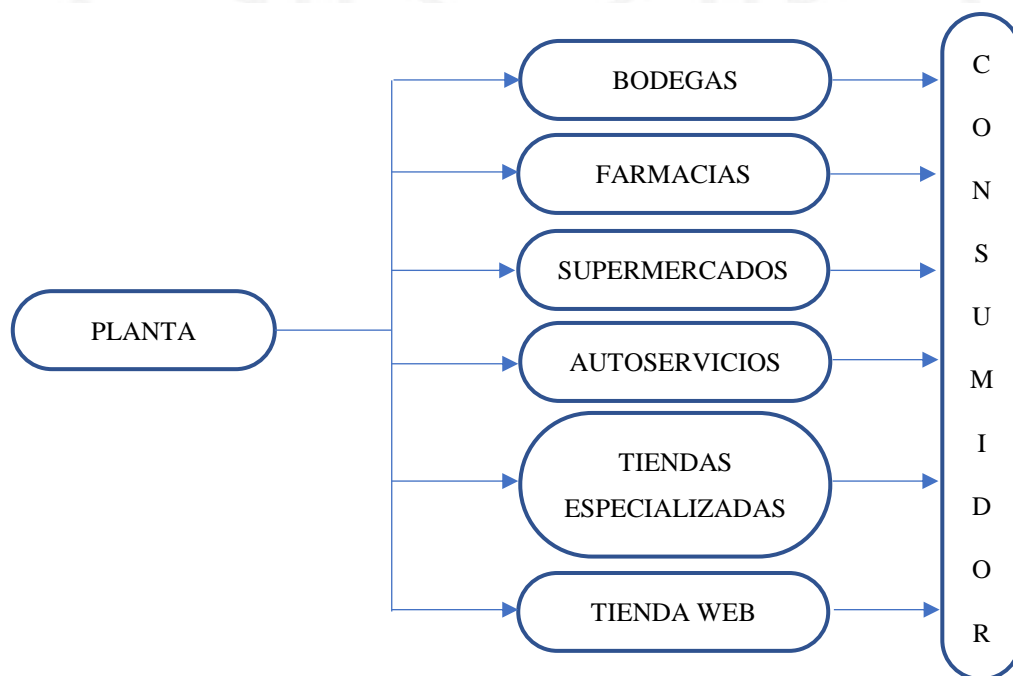 PLANTA
BODEGAS
FARMACIAS
SUPERMERCADOS
AUTOSERVICIOS
TIENDAS
ESPECIALIZADAS
TIENDA WEB
C
O
N
S
U
M
I
D
O
R